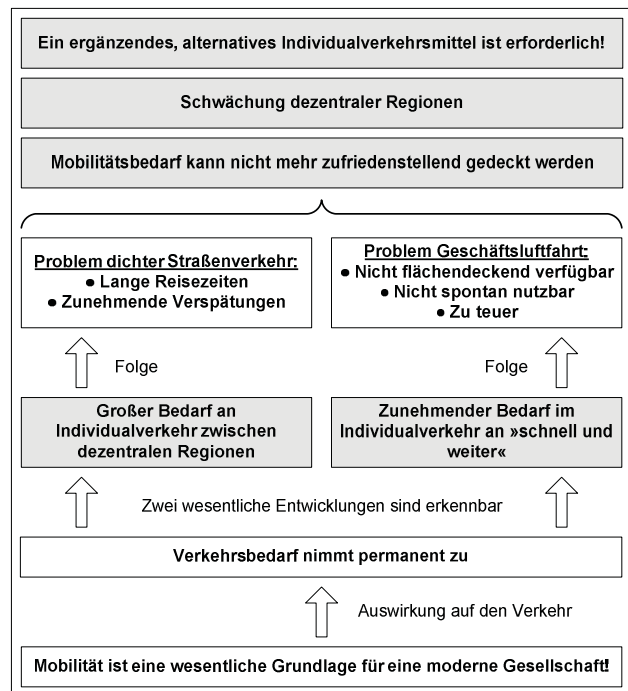 Ein ergänzendes, alternatives Individualverkehrsmittel ist erforderlich!
Schwächung dezentraler Regionen
Mobilitätsbedarf kann nicht mehr zufriedenstellend gedeckt werden
Problem dichter Straßenverkehr:
● Lange Reisezeiten
● Zunehmende Verspätungen
Problem Geschäftsluftfahrt:
● Nicht flächendeckend verfügbar
● Nicht spontan nutzbar
● Zu teuer
Folge
Folge
Großer Bedarf an
Individualverkehr zwischen
dezentralen Regionen
Zunehmender Bedarf im
Individualverkehr an »schnell und
weiter«
Zwei wesentliche Entwicklungen sind erkennbar
Verkehrsbedarf nimmt permanent zu
Auswirkung auf den Verkehr
Mobilität ist eine wesentliche Grundlage für eine moderne Gesellschaft!